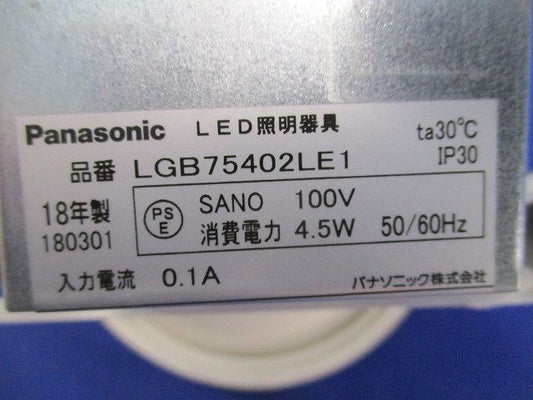 Panasonic LED照明器具 ta30℃
品番 LGB75402LE1 IP30
18年製 PSE SANO 100V
180301 消費電力 4.5W 50/60Hz
入力電流 0.1A パナソニック株式会社